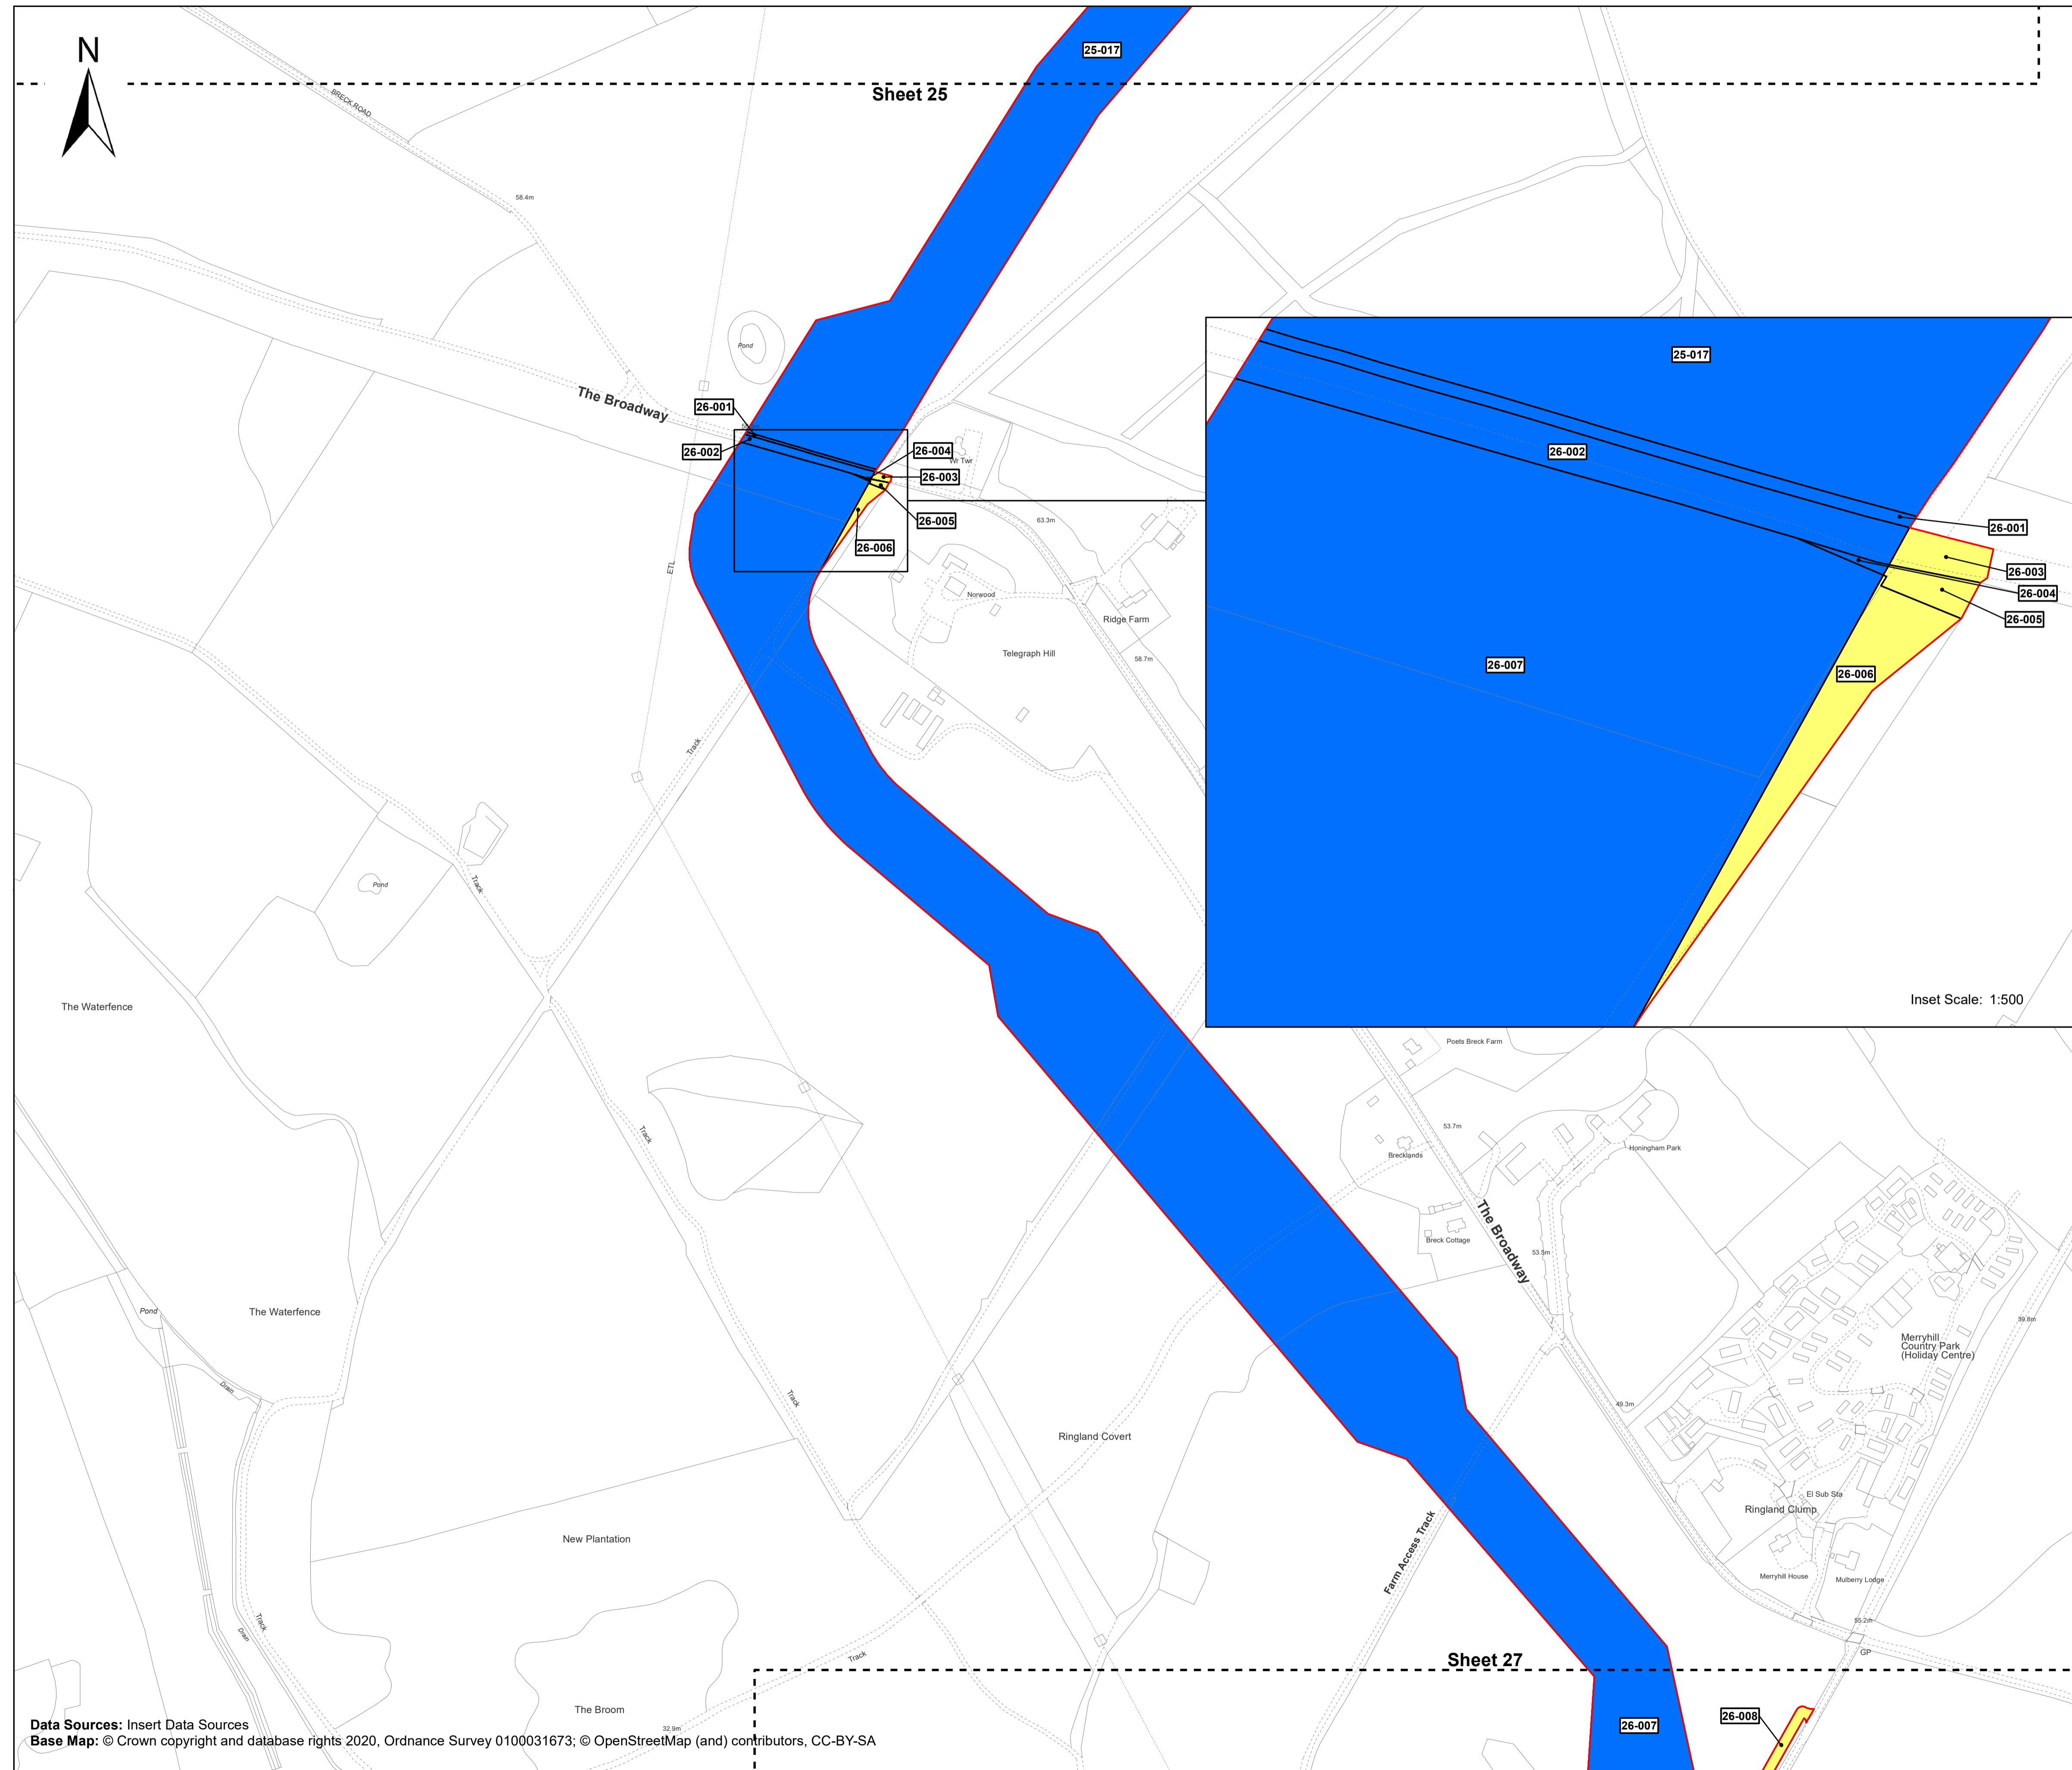 N
25-017
Sheet 25
BRECK ROAD
58.4m
Pond
The Broadway
26-001
26-002
26-004
Wr Twr
26-003
26-005
26-006
63.3m
ETL
Norwood
Ridge Farm
Telegraph Hill
58.7m
Track
25-017
26-002
26-001
26-003
26-004
26-005
26-007
26-006
Inset Scale: 1:500
Pond
Track
The Waterfence
Poets Breck Farm
53.7m
Brecklands
Honingham Park
Track
The Broadway
Breck Cottage
53.5m
Pond
The Waterfence
39.8m
Merryhill
Country Park
(Holiday Centre)
Drain
Track
49.3m
Ringland Covert
El Sub Sta
Ringland Clump
New Plantation
Farm Access Track
Merryhill House
Mulberry Lodge
Track
Drain
55.2m
GP
Track
Sheet 27
The Broom
32.9m
26-007
26-008
Data Sources: Insert Data Sources
Base Map: © Crown copyright and database rights 2020, Ordnance Survey 0100031673; © OpenStreetMap (and) contributors, CC-BY-SA